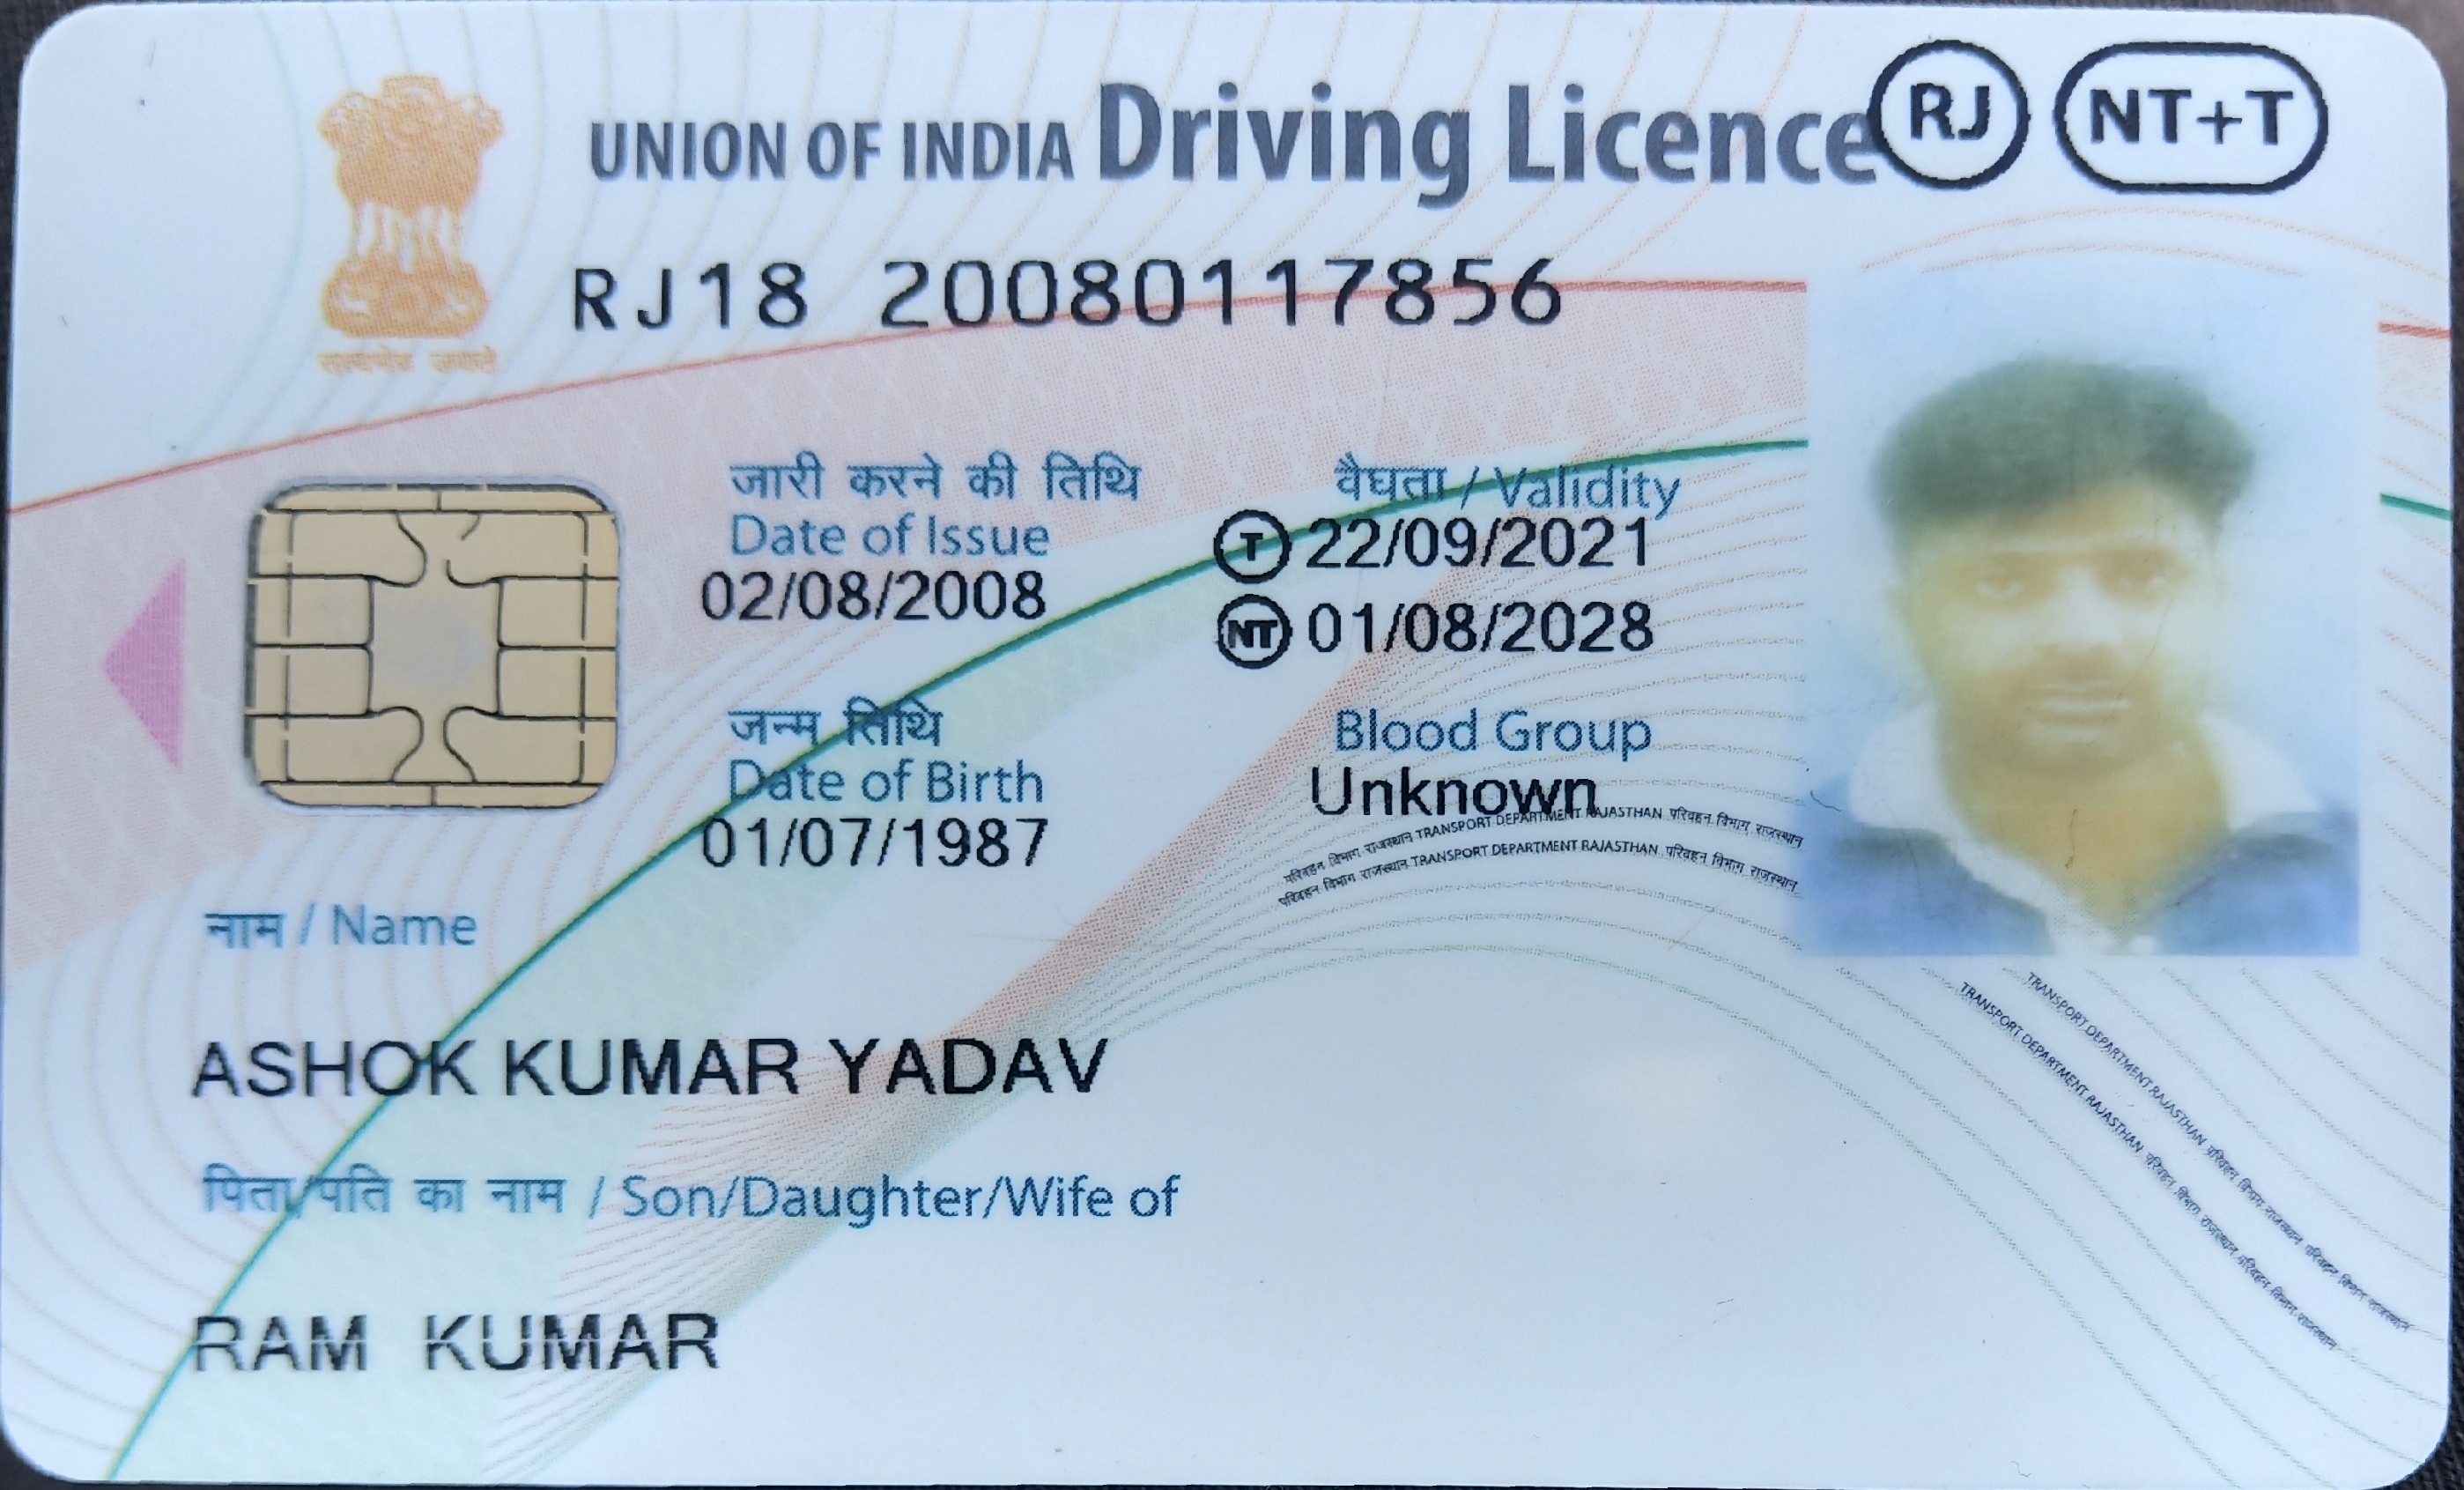 UNION OF INDIA Driving Licence RJ NT+T
RJ18 20080117856
सत्यमेव जयते
जारी करने की तिथि
Date of Issue
02/08/2008
वैघता / Validity
T 22/09/2021
NT 01/08/2028
जन्म तिथि
Date of Birth
01/07/1987
Blood Group
Unknown
परिवहन विभाग राजस्थान TRANSPORT DEPARTMENT RAJASTHAN परिवहन विभाग राजस्थान
परिवहन विभाग राजस्थान TRANSPORT DEPARTMENT RAJASTHAN परिवहन विभाग राजस्थान
नाम / Name
ASHOK KUMAR YADAV
पिता/पति का नाम / Son/Daughter/Wife of
RAM KUMAR
TRANSPORT DEPARTMENT RAJASTHAN परिवहन विभाग राजस्थान परिवहन विभाग राजस्थान
TRANSPORT DEPARTMENT RAJASTHAN परिवहन विभाग राजस्थान परिवहन विभाग राजस्थान